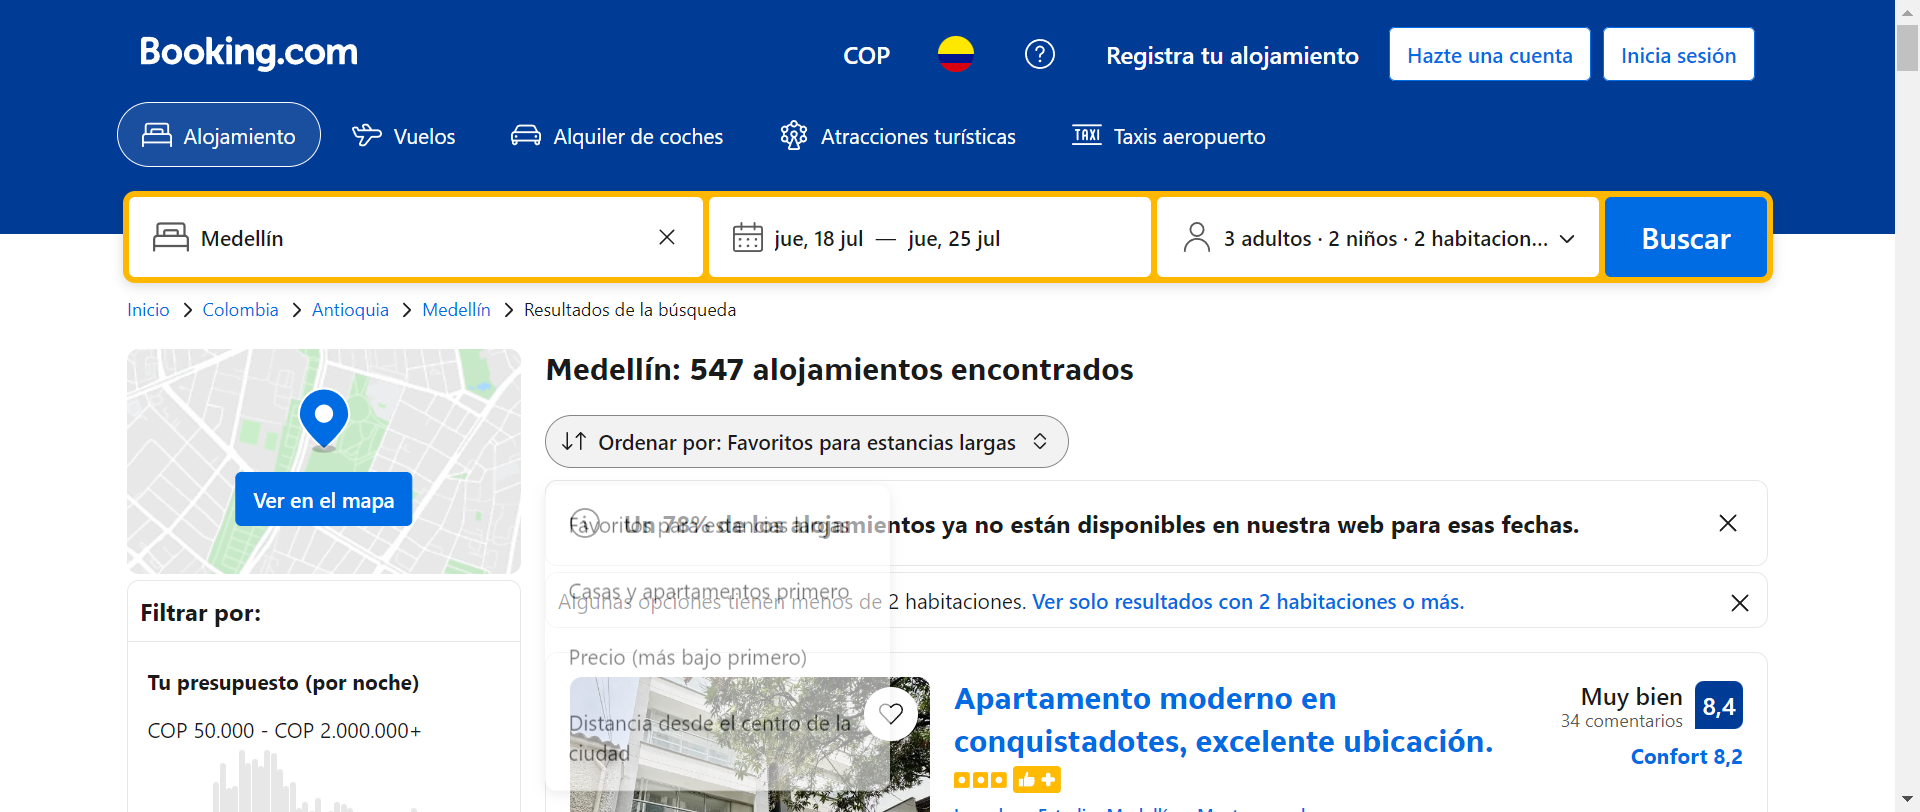 Booking.com
COP
Registra tu alojamiento
Hazte una cuenta
Inicia sesión
Alojamiento
Vuelos
Alquiler de coches
Atracciones turísticas
TAXI
Taxis aeropuerto
Medellín
jue, 18 jul — jue, 25 jul
3 adultos · 2 niños · 2 habitacion...
Buscar
Inicio
Colombia
Antioquia
Medellín
Resultados de la búsqueda
Ver en el mapa
Filtrar por:
Tu presupuesto (por noche)
COP 50.000 - COP 2.000.000+
Medellín: 547 alojamientos encontrados
Ordenar por: Favoritos para estancias largas
Favoritos para estancias largas
Un 78% de los alojamientos ya no están disponibles en nuestra web para esas fechas.
Casas y apartamentos primero
Algunas opciones tienen menos de 2 habitaciones. Ver solo resultados con 2 habitaciones o más.
Precio (más bajo primero)
Distancia desde el centro de la
ciudad
Apartamento moderno en
conquistadotes, excelente ubicación.
Muy bien
34 comentarios
8,4
Confort 8,2